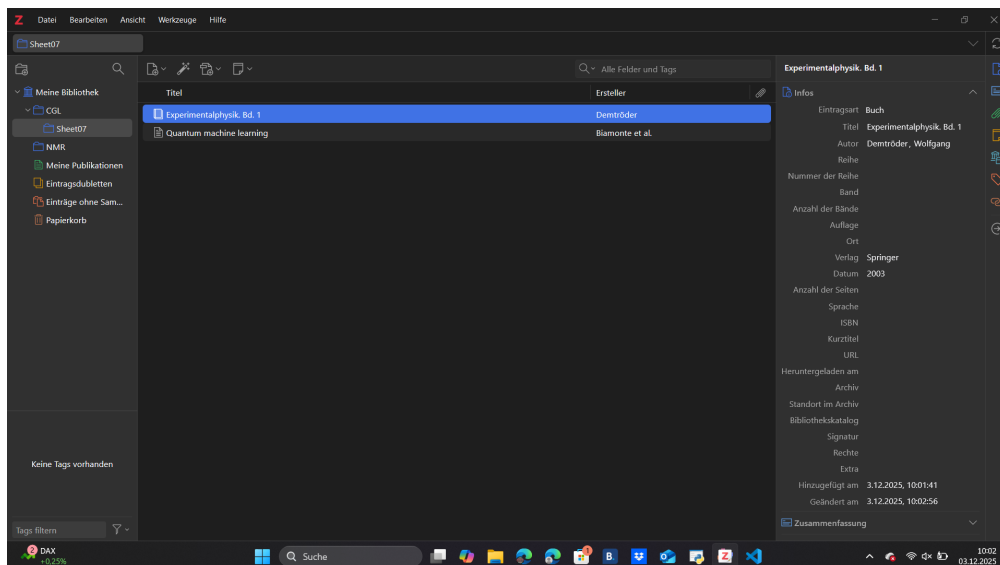 Z Datei Bearbeiten Ansicht Werkzeuge Hilfe
Sheet07
Alle Felder und Tags
Meine Bibliothek
CGL
Sheet07
NMR
Meine Publikationen
Eintragsdubletten
Einträge ohne Sam...
Papierkorb
Keine Tags vorhanden
Tags filtern
Titel Ersteller
Experimentalphysik. Bd. 1 Demtröder
Quantum machine learning Biamonte et al.
Experimentalphysik. Bd. 1
Infos
Eintragsart Buch
Titel Experimentalphysik. Bd. 1
Autor Demtröder, Wolfgang
Reihe
Nummer der Reihe
Band
Anzahl der Bände
Auflage
Ort
Verlag Springer
Datum 2003
Anzahl der Seiten
Sprache
ISBN
Kurztitel
URL
Heruntergeladen am
Archiv
Standort im Archiv
Bibliothekskatalog
Signatur
Rechte
Extra
Hinzugefügt am 3.12.2025, 10:01:41
Geändert am 3.12.2025, 10:02:56
Zusammenfassung
2 DAX
+0,25%
Suche
B.
Z
10:02
03.12.2025